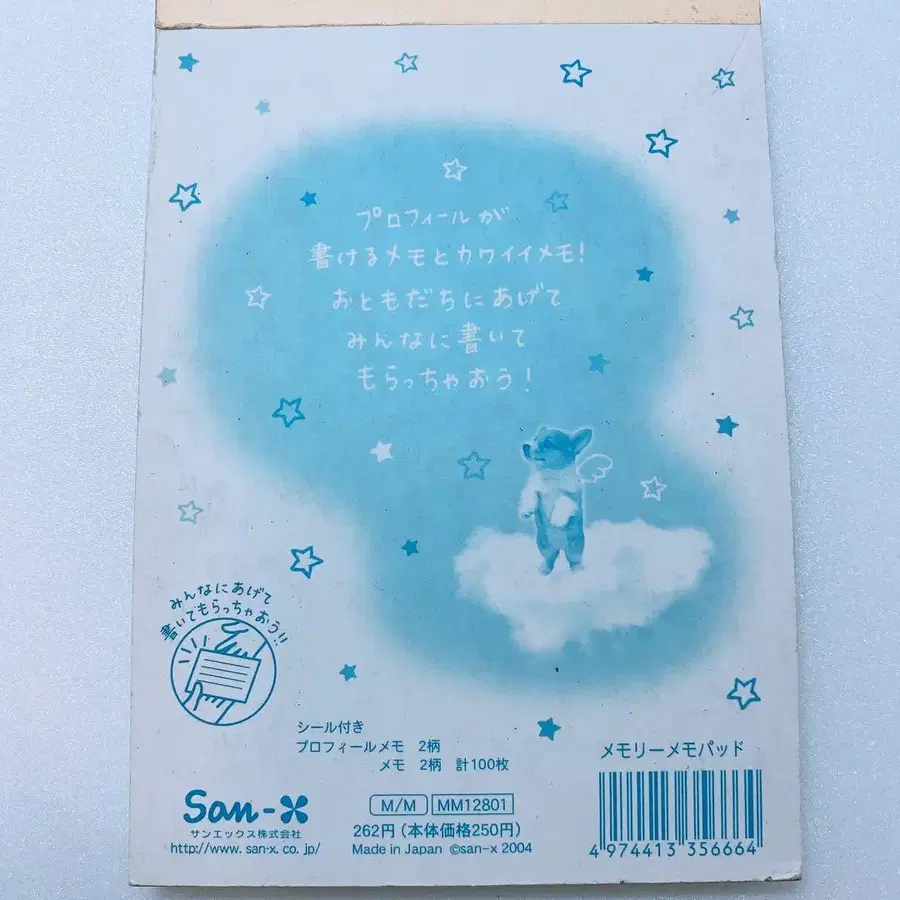 プロフィールが
書けるメモとカワイイメモ!
おともだちにあげて
みんなに書いて
もらっちゃおう!
みんなにあげて
書いてもらっちゃおう!!
シール付き
プロフィールメモ 2柄
メモ 2柄 計100枚
メモリーメモパッド
San-X
サンエックス株式会社
http://www.san-x.co.jp/
M/M MM12801
262円(本体価格250円)
Made in Japan ©san-x 2004
4 974413 356664